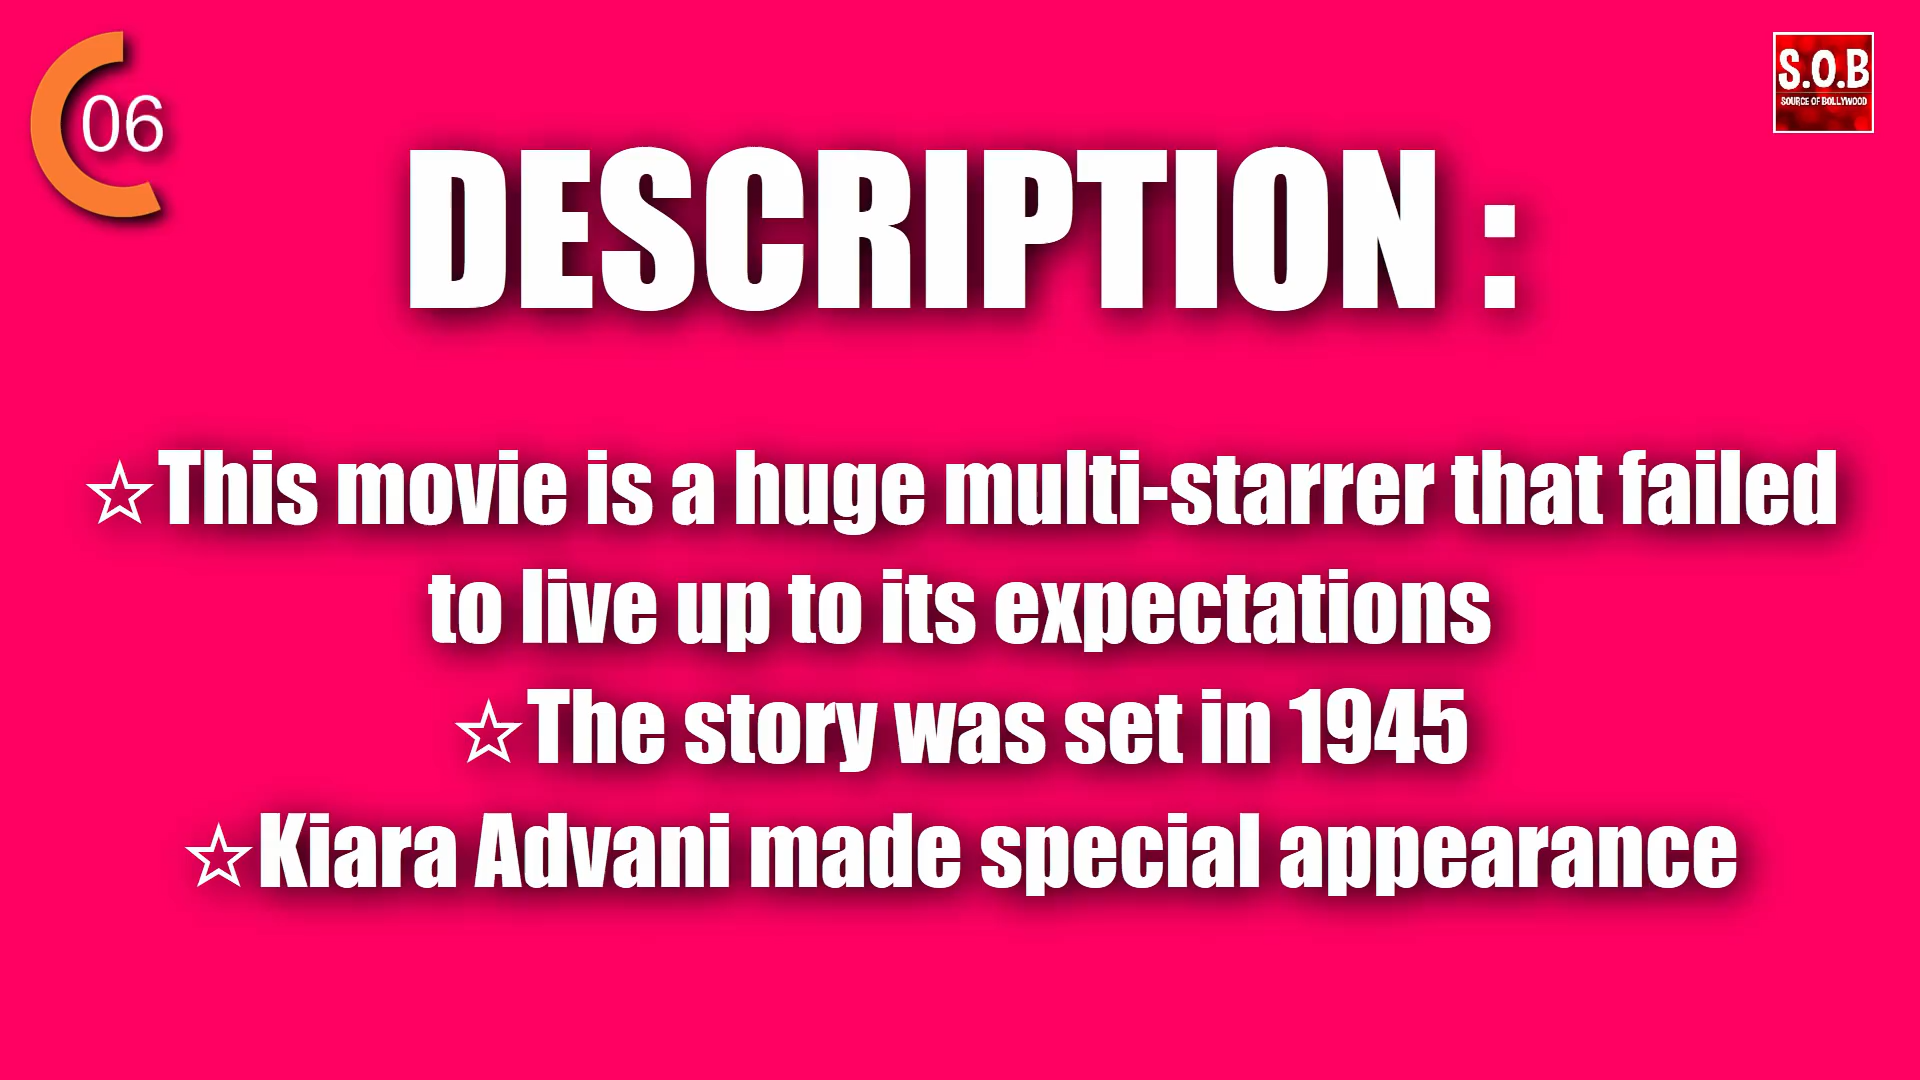 06
S.O.B
SOURCE OF BOLLYWOOD
DESCRIPTION :
☆This movie is a huge multi-starrer that failed
to live up to its expectations
☆The story was set in 1945
☆Kiara Advani made special appearance